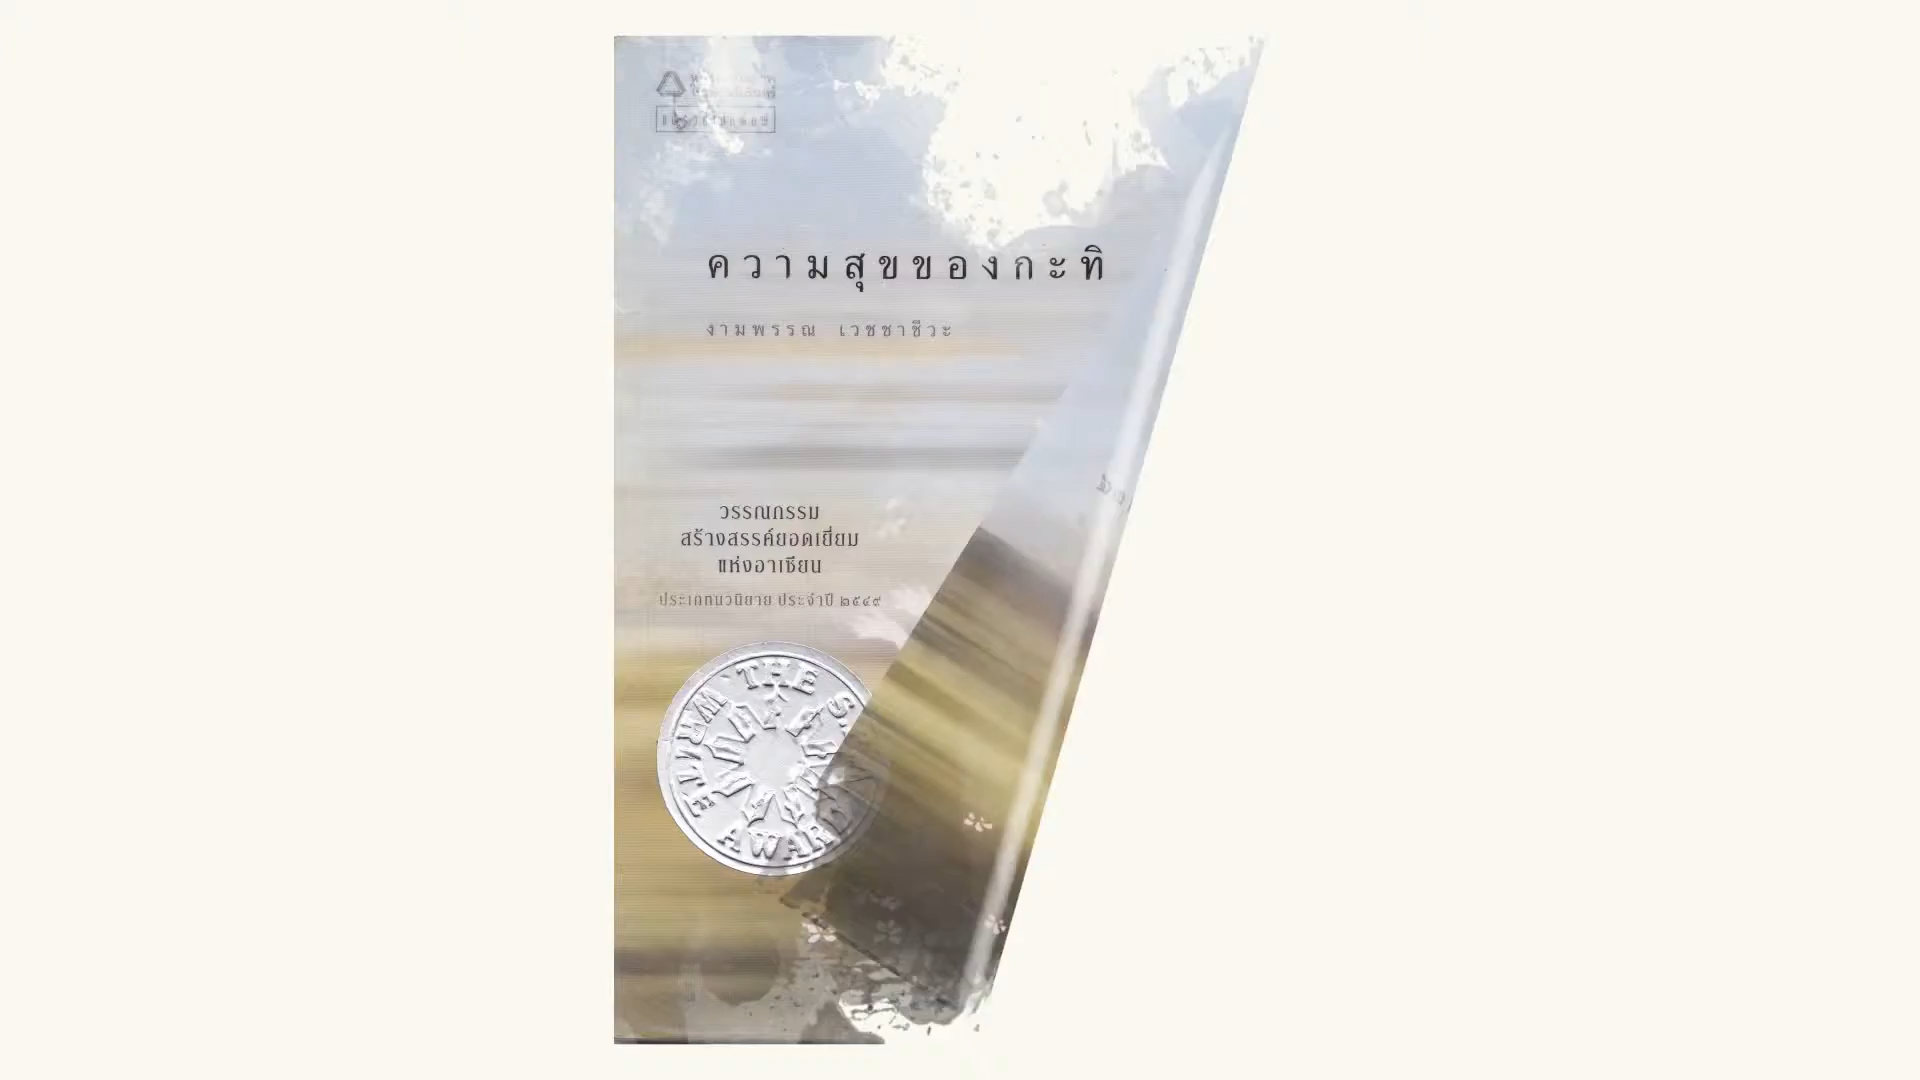 ความสุขของกะทิ
งามพรรณ เวชชาชีวะ
วรรณกรรม
สร้างสรรค์ยอดเยี่ยม
แห่งอาเซียน
ประเภทนวนิยาย ประจำปี ๒๕๔๙
THE S.E.A. WRITE AWARD